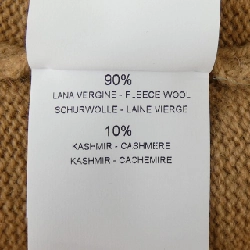 90%
LANA VERGINE - FLEECE WOOL
SCHURWOLLE - LAINE VIERGE
10%
KASHMIR - CASHMERE
KASHMIR - CACHEMIRE